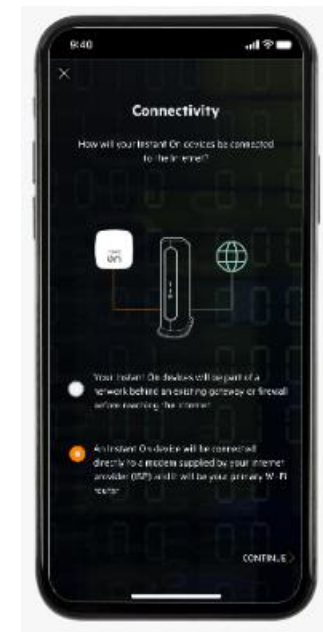 9:40
Connectivity
How will your Instant On devices be connected
to the Internet?
on
Your Instant On devices will be part of a
network behind an existing gateway or firewall
before reaching the internet
An Instant On device will be connected
directly to a modem supplied by your internet
provider (ISP) and it will be your primary Wi-Fi
router
CONTINUE